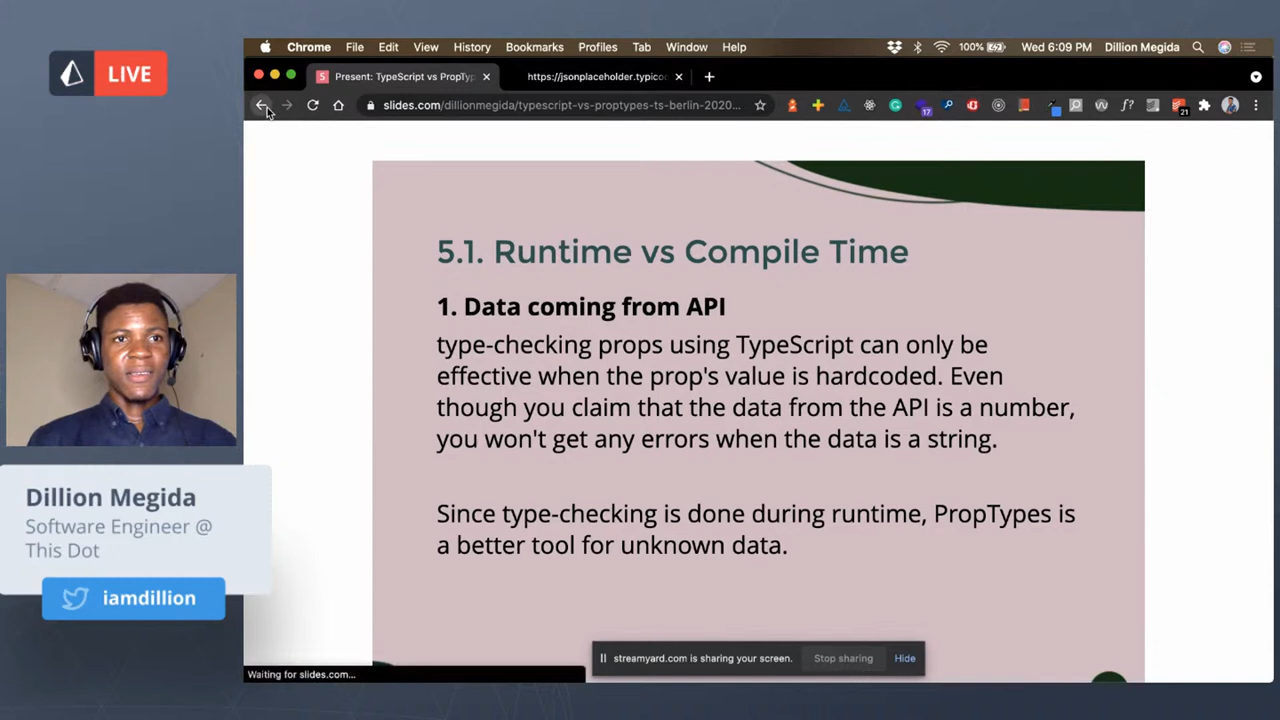 LIVE
Chrome File Edit View History Bookmarks Profiles Tab Window Help 100% Wed 6:09 PM Dillion Megida
Present: TypeScript vs PropTyp
https://jsonplaceholder.typico
slides.com/dillionmegida/typescript-vs-proptypes-ts-berlin-2020...
17
21
5.1. Runtime vs Compile Time
1. Data coming from API
type-checking props using TypeScript can only be
effective when the prop's value is hardcoded. Even
though you claim that the data from the API is a number,
you won't get any errors when the data is a string.
Since type-checking is done during runtime, PropTypes is
a better tool for unknown data.
Dillion Megida
Software Engineer @
This Dot
iamdillion
streamyard.com is sharing your screen. Stop sharing Hide
Waiting for slides.com...